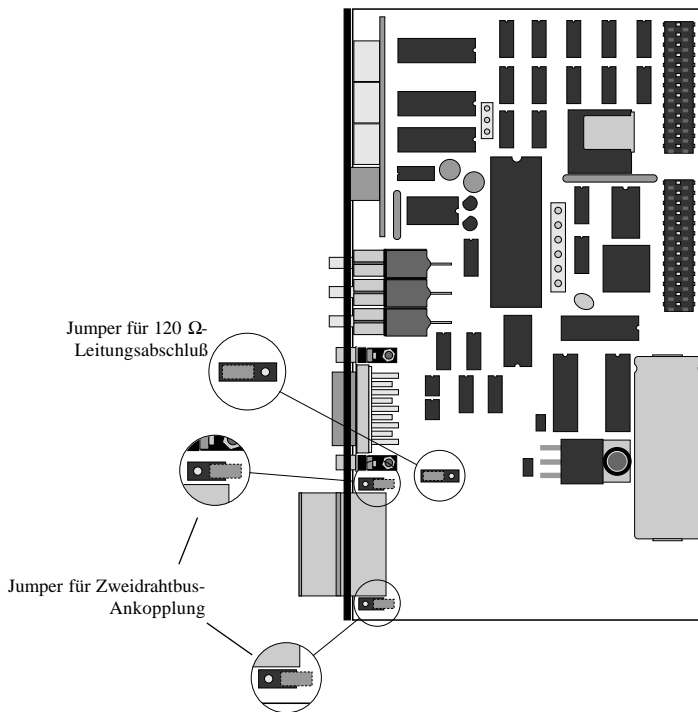 Jumper für 120 Ω-
Leitungsabschluß
Jumper für Zweidrahtbus-
Ankopplung